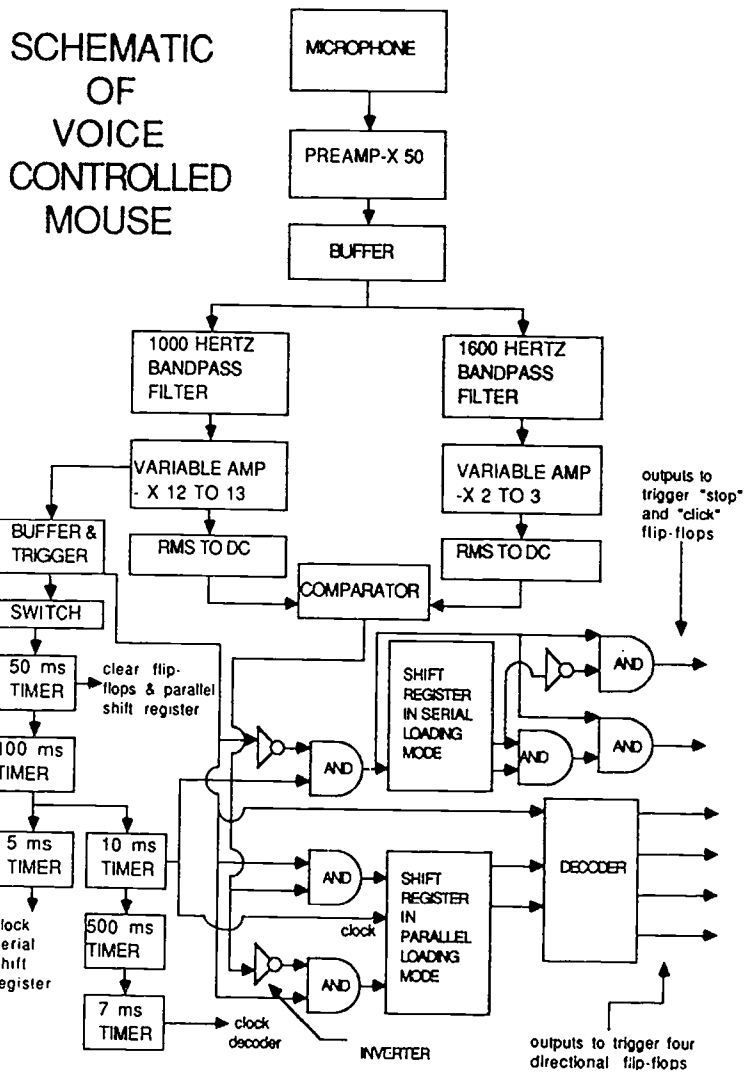 SCHEMATIC
OF
VOICE
CONTROLLED
MOUSE
MICROPHONE
PREAMP-X 50
BUFFER
1000 HERTZ
BANDPASS
FILTER
1600 HERTZ
BANDPASS
FILTER
VARIABLE AMP
- X 12 TO 13
VARIABLE AMP
-X 2 TO 3
outputs to
trigger "stop"
and "click"
flip-flops
BUFFER &
TRIGGER
RMS TO DC
RMS TO DC
COMPARATOR
SWITCH
50 ms
TIMER
clear flip-
flops & parallel
shift register
100 ms
TIMER
SHIFT
REGISTER
IN SERIAL
LOADING
MODE
AND
AND
AND
AND
5 ms
TIMER
10 ms
TIMER
AND
SHIFT
REGISTER
IN
PARALLEL
LOADING
MODE
DECODER
clock
lock
erial
hift
egister
500 ms
TIMER
AND
7 ms
TIMER
clock
decoder
INVERTER
outputs to trigger four
directional flip-flops